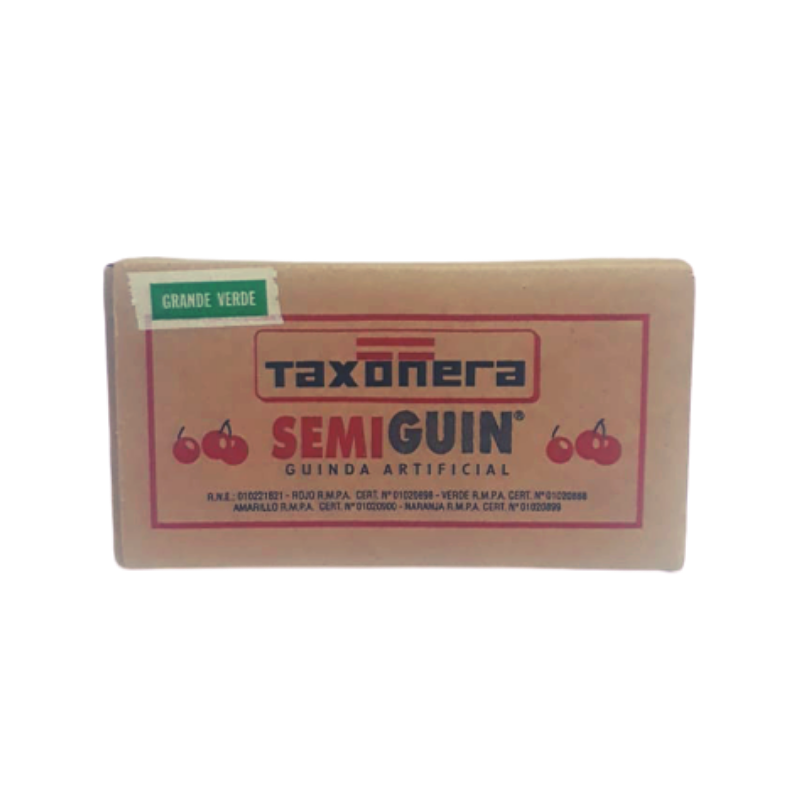 GRANDE VERDE
Taxonera
SEMIGUIN®
GUINDA ARTIFICIAL
R.N.E.: 010221821 - ROJO R.M.P.A. CERT. Nº 01020898 - VERDE R.M.P.A. CERT. Nº
AMARILLO R.M.P.A. CERT. Nº 01020900 - NARANJA R.M.P.A. CERT. Nº 01020899